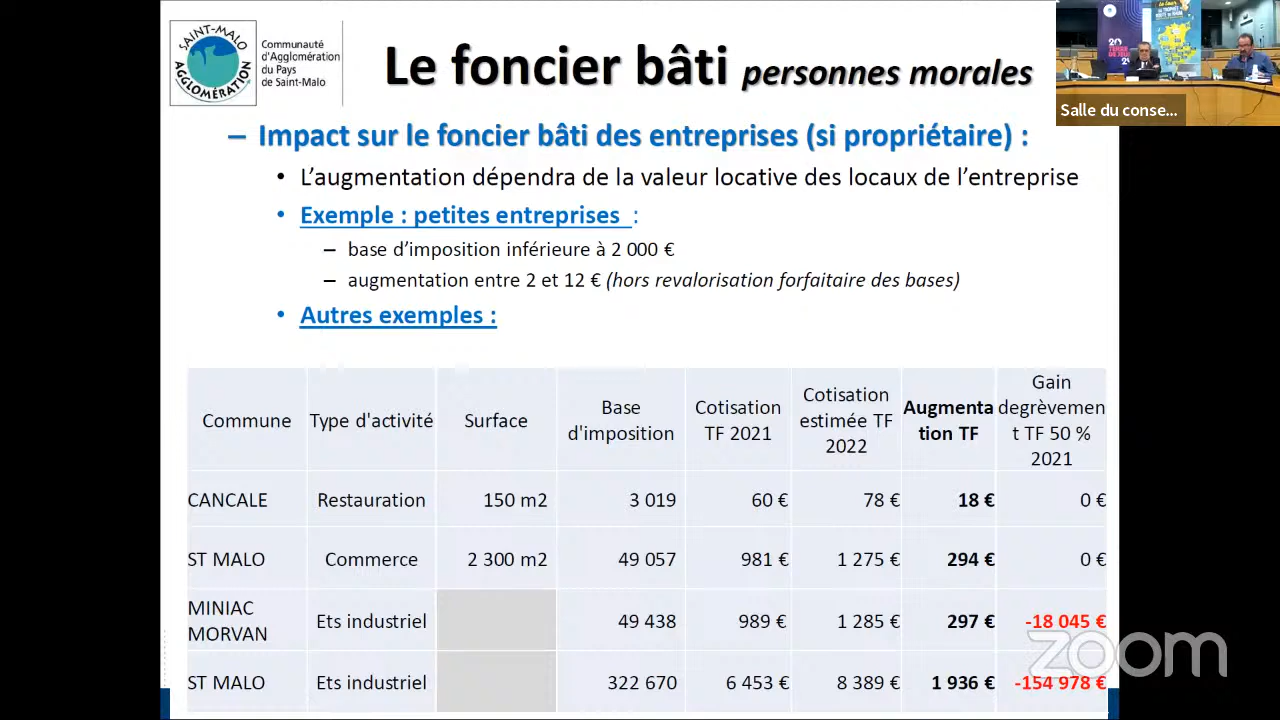 SAINT-MALO
AGGLOMÉRATION
Communauté
d'Agglomération
du Pays
de Saint-Malo
Le foncier bâti personnes morales
Salle du conse...
– Impact sur le foncier bâti des entreprises (si propriétaire) :
• L'augmentation dépendra de la valeur locative des locaux de l'entreprise
• Exemple : petites entreprises :
– base d'imposition inférieure à 2 000 €
– augmentation entre 2 et 12 € (hors revalorisation forfaitaire des bases)
• Autres exemples :
Commune Type d'activité Surface Base d'imposition Cotisation TF 2021 Cotisation estimée TF 2022 Augmentation TF Gain degrèvement TF 50 % 2021
CANCALE Restauration 150 m2 3 019 60 € 78 € 18 € 0 €
ST MALO Commerce 2 300 m2 49 057 981 € 1 275 € 294 € 0 €
MINIAC MORVAN Ets industriel 49 438 989 € 1 285 € 297 € -18 045 €
ST MALO Ets industriel 322 670 6 453 € 8 389 € 1 936 € -154 978 €
zoom